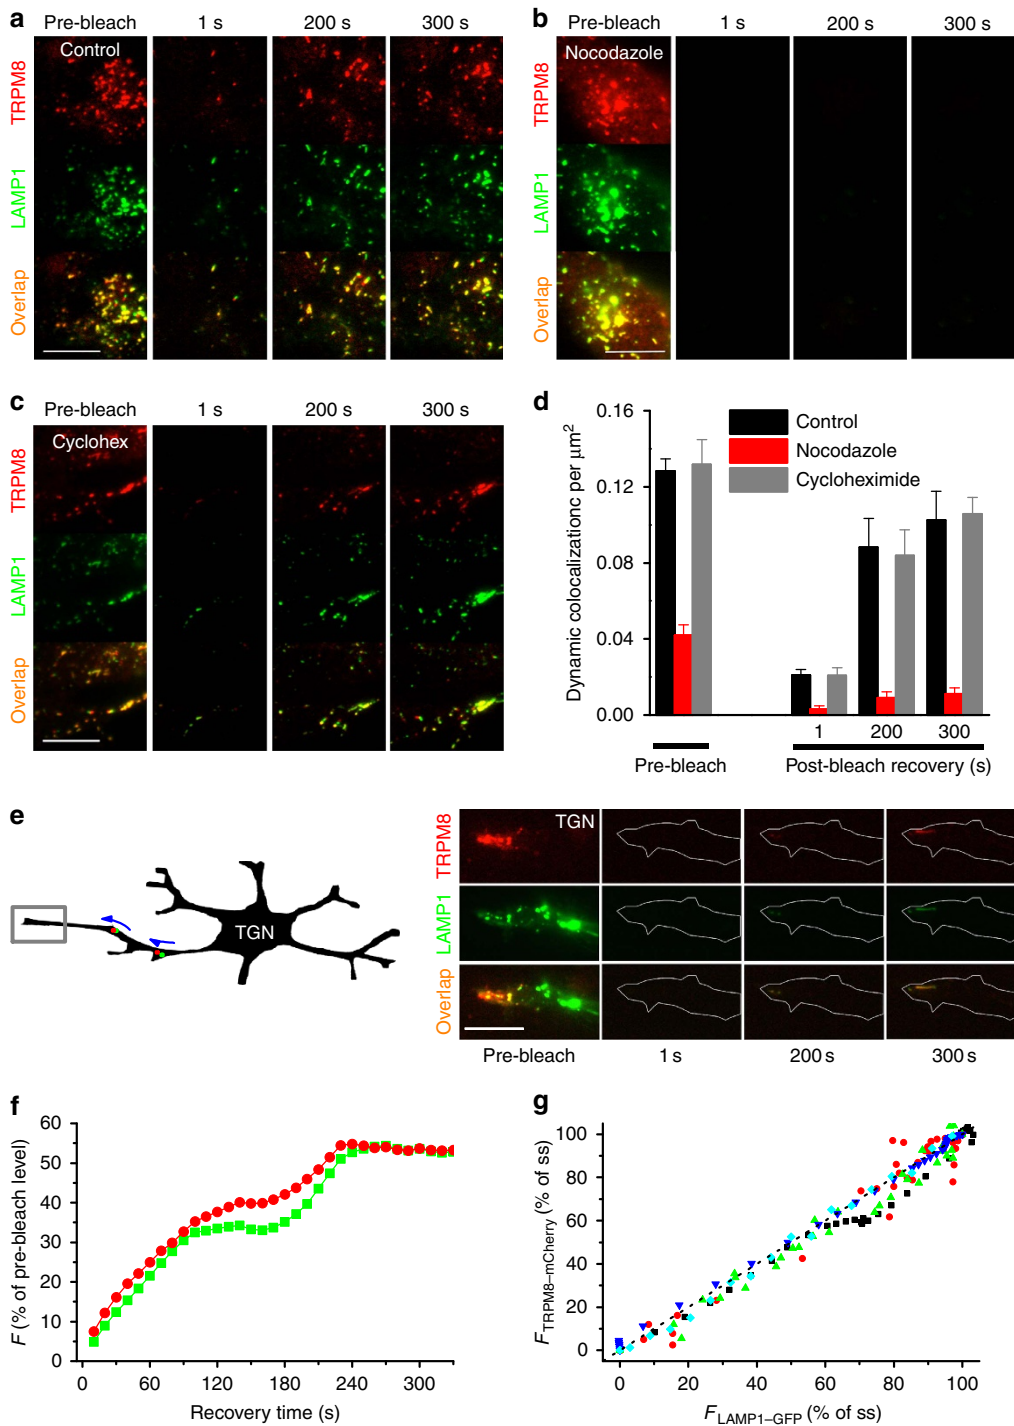 a
Pre-bleach 1 s 200 s 300 s
Control
TRPM8
LAMP1
Overlap
b
Pre-bleach 1 s 200 s 300 s
Nocodazole
TRPM8
LAMP1
Overlap
c
Pre-bleach 1 s 200 s 300 s
Cyclohex
TRPM8
LAMP1
Overlap
d
Dynamic colocalizationc per μm²
0.16
0.12
0.08
0.04
0.00
Control
Nocodazole
Cycloheximide
1 200 300
Pre-bleach Post-bleach recovery (s)
e
TGN
TGN
TRPM8
LAMP1
Overlap
Pre-bleach 1 s 200 s 300 s
f
F (% of pre-bleach level)
60
50
40
30
20
10
0
0 60 120 180 240 300
Recovery time (s)
g
F TRPM8–mCherry (% of ss)
100
80
60
40
20
0
0 20 40 60 80 100
F LAMP1–GFP (% of ss)